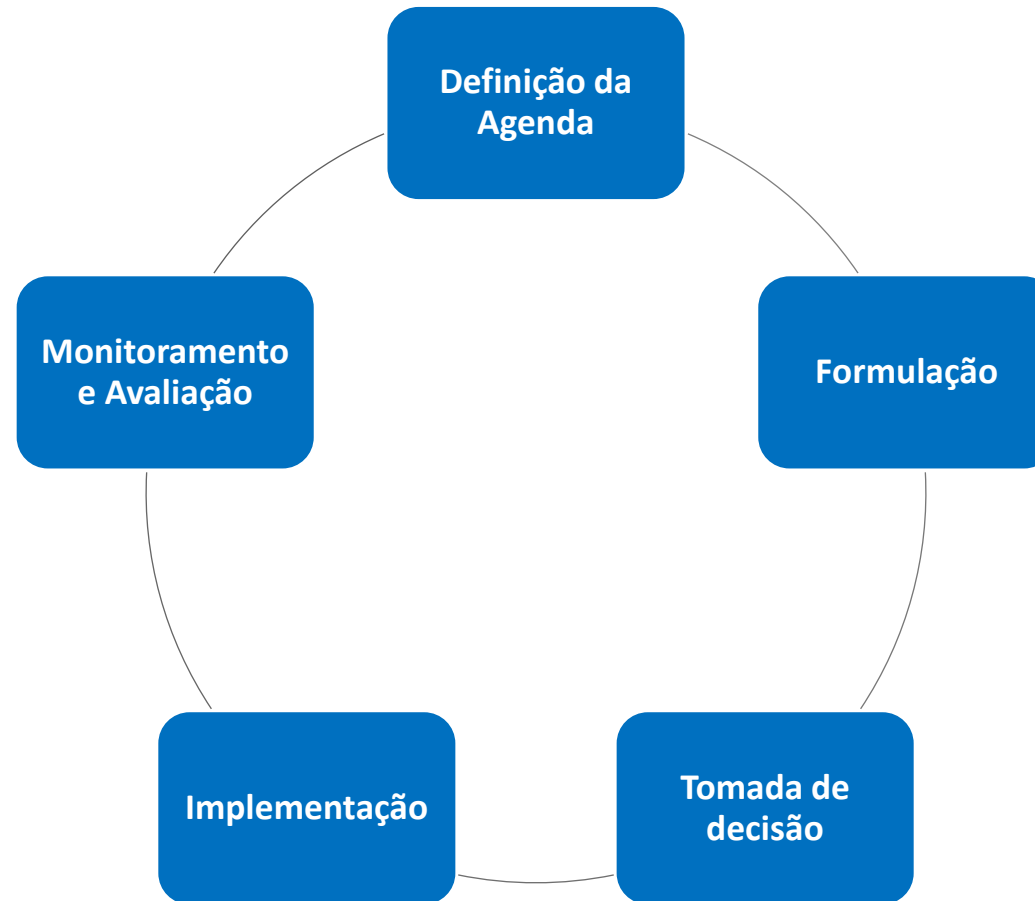 Definição da
Agenda
Formulação
Tomada de
decisão
Implementação
Monitoramento
e Avaliação